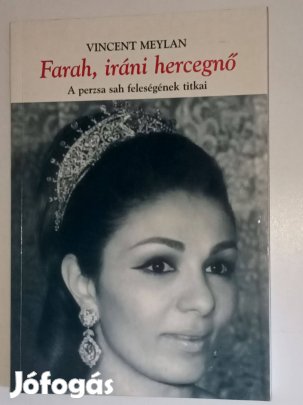 VINCENT MEYLAN
Farah, iráni hercegnő
A perzsa sah feleségének titkai
Jófogás